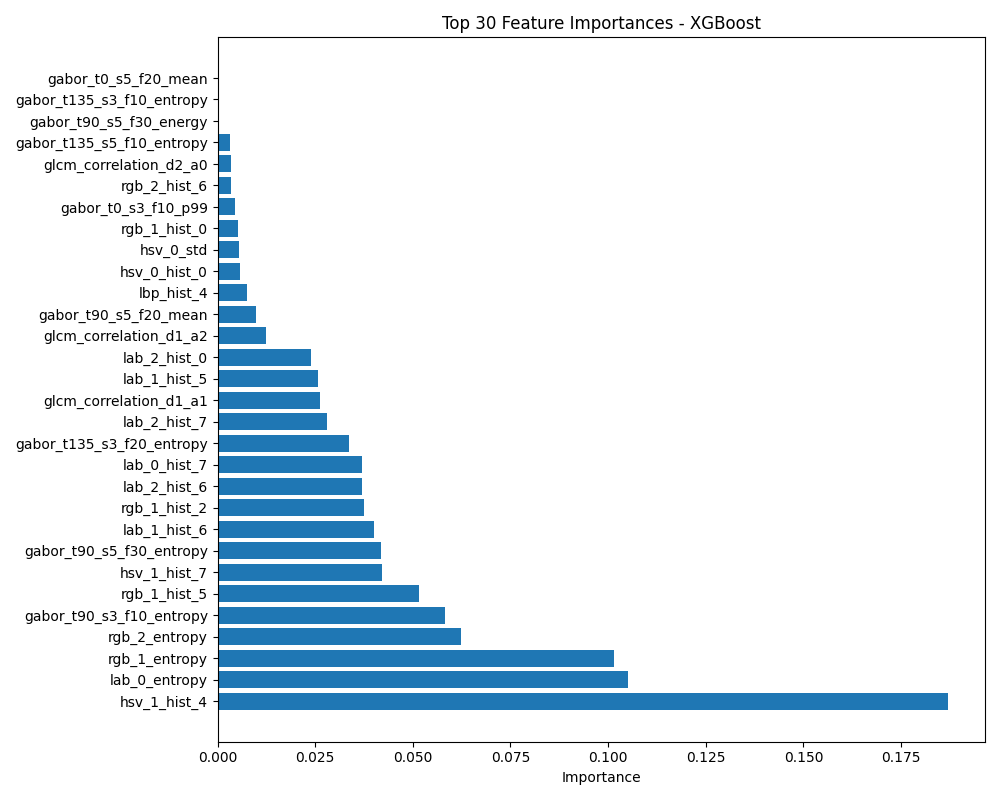 Top 30 Feature Importances - XGBoost
gabor_t0_s5_f20_mean
gabor_t135_s3_f10_entropy
gabor_t90_s5_f30_energy
gabor_t135_s5_f10_entropy
glcm_correlation_d2_a0
rgb_2_hist_6
gabor_t0_s3_f10_p99
rgb_1_hist_0
hsv_0_std
hsv_0_hist_0
lbp_hist_4
gabor_t90_s5_f20_mean
glcm_correlation_d1_a2
lab_2_hist_0
lab_1_hist_5
glcm_correlation_d1_a1
lab_2_hist_7
gabor_t135_s3_f20_entropy
lab_0_hist_7
lab_2_hist_6
rgb_1_hist_2
lab_1_hist_6
gabor_t90_s5_f30_entropy
hsv_1_hist_7
rgb_1_hist_5
gabor_t90_s3_f10_entropy
rgb_2_entropy
rgb_1_entropy
lab_0_entropy
hsv_1_hist_4
0.000 0.025 0.050 0.075 0.100 0.125 0.150 0.175
Importance